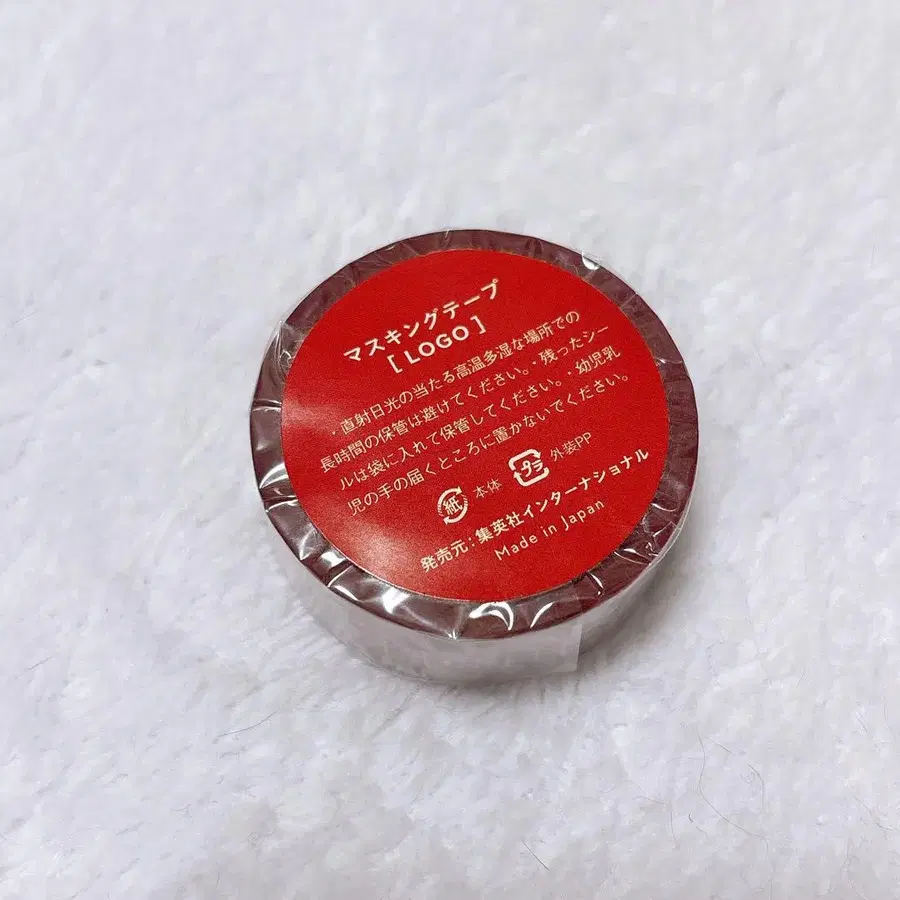 マスキングテープ
[ LOGO ]
・直射日光の当たる高温多湿な場所での
長時間の保管は避けてください。・残ったシー
ルは袋に入れて保管してください。・幼児乳
児の手の届くところに置かないでください。
紙 本体 プラ 外装PP
発売元：集英社インターナショナル
Made in Japan